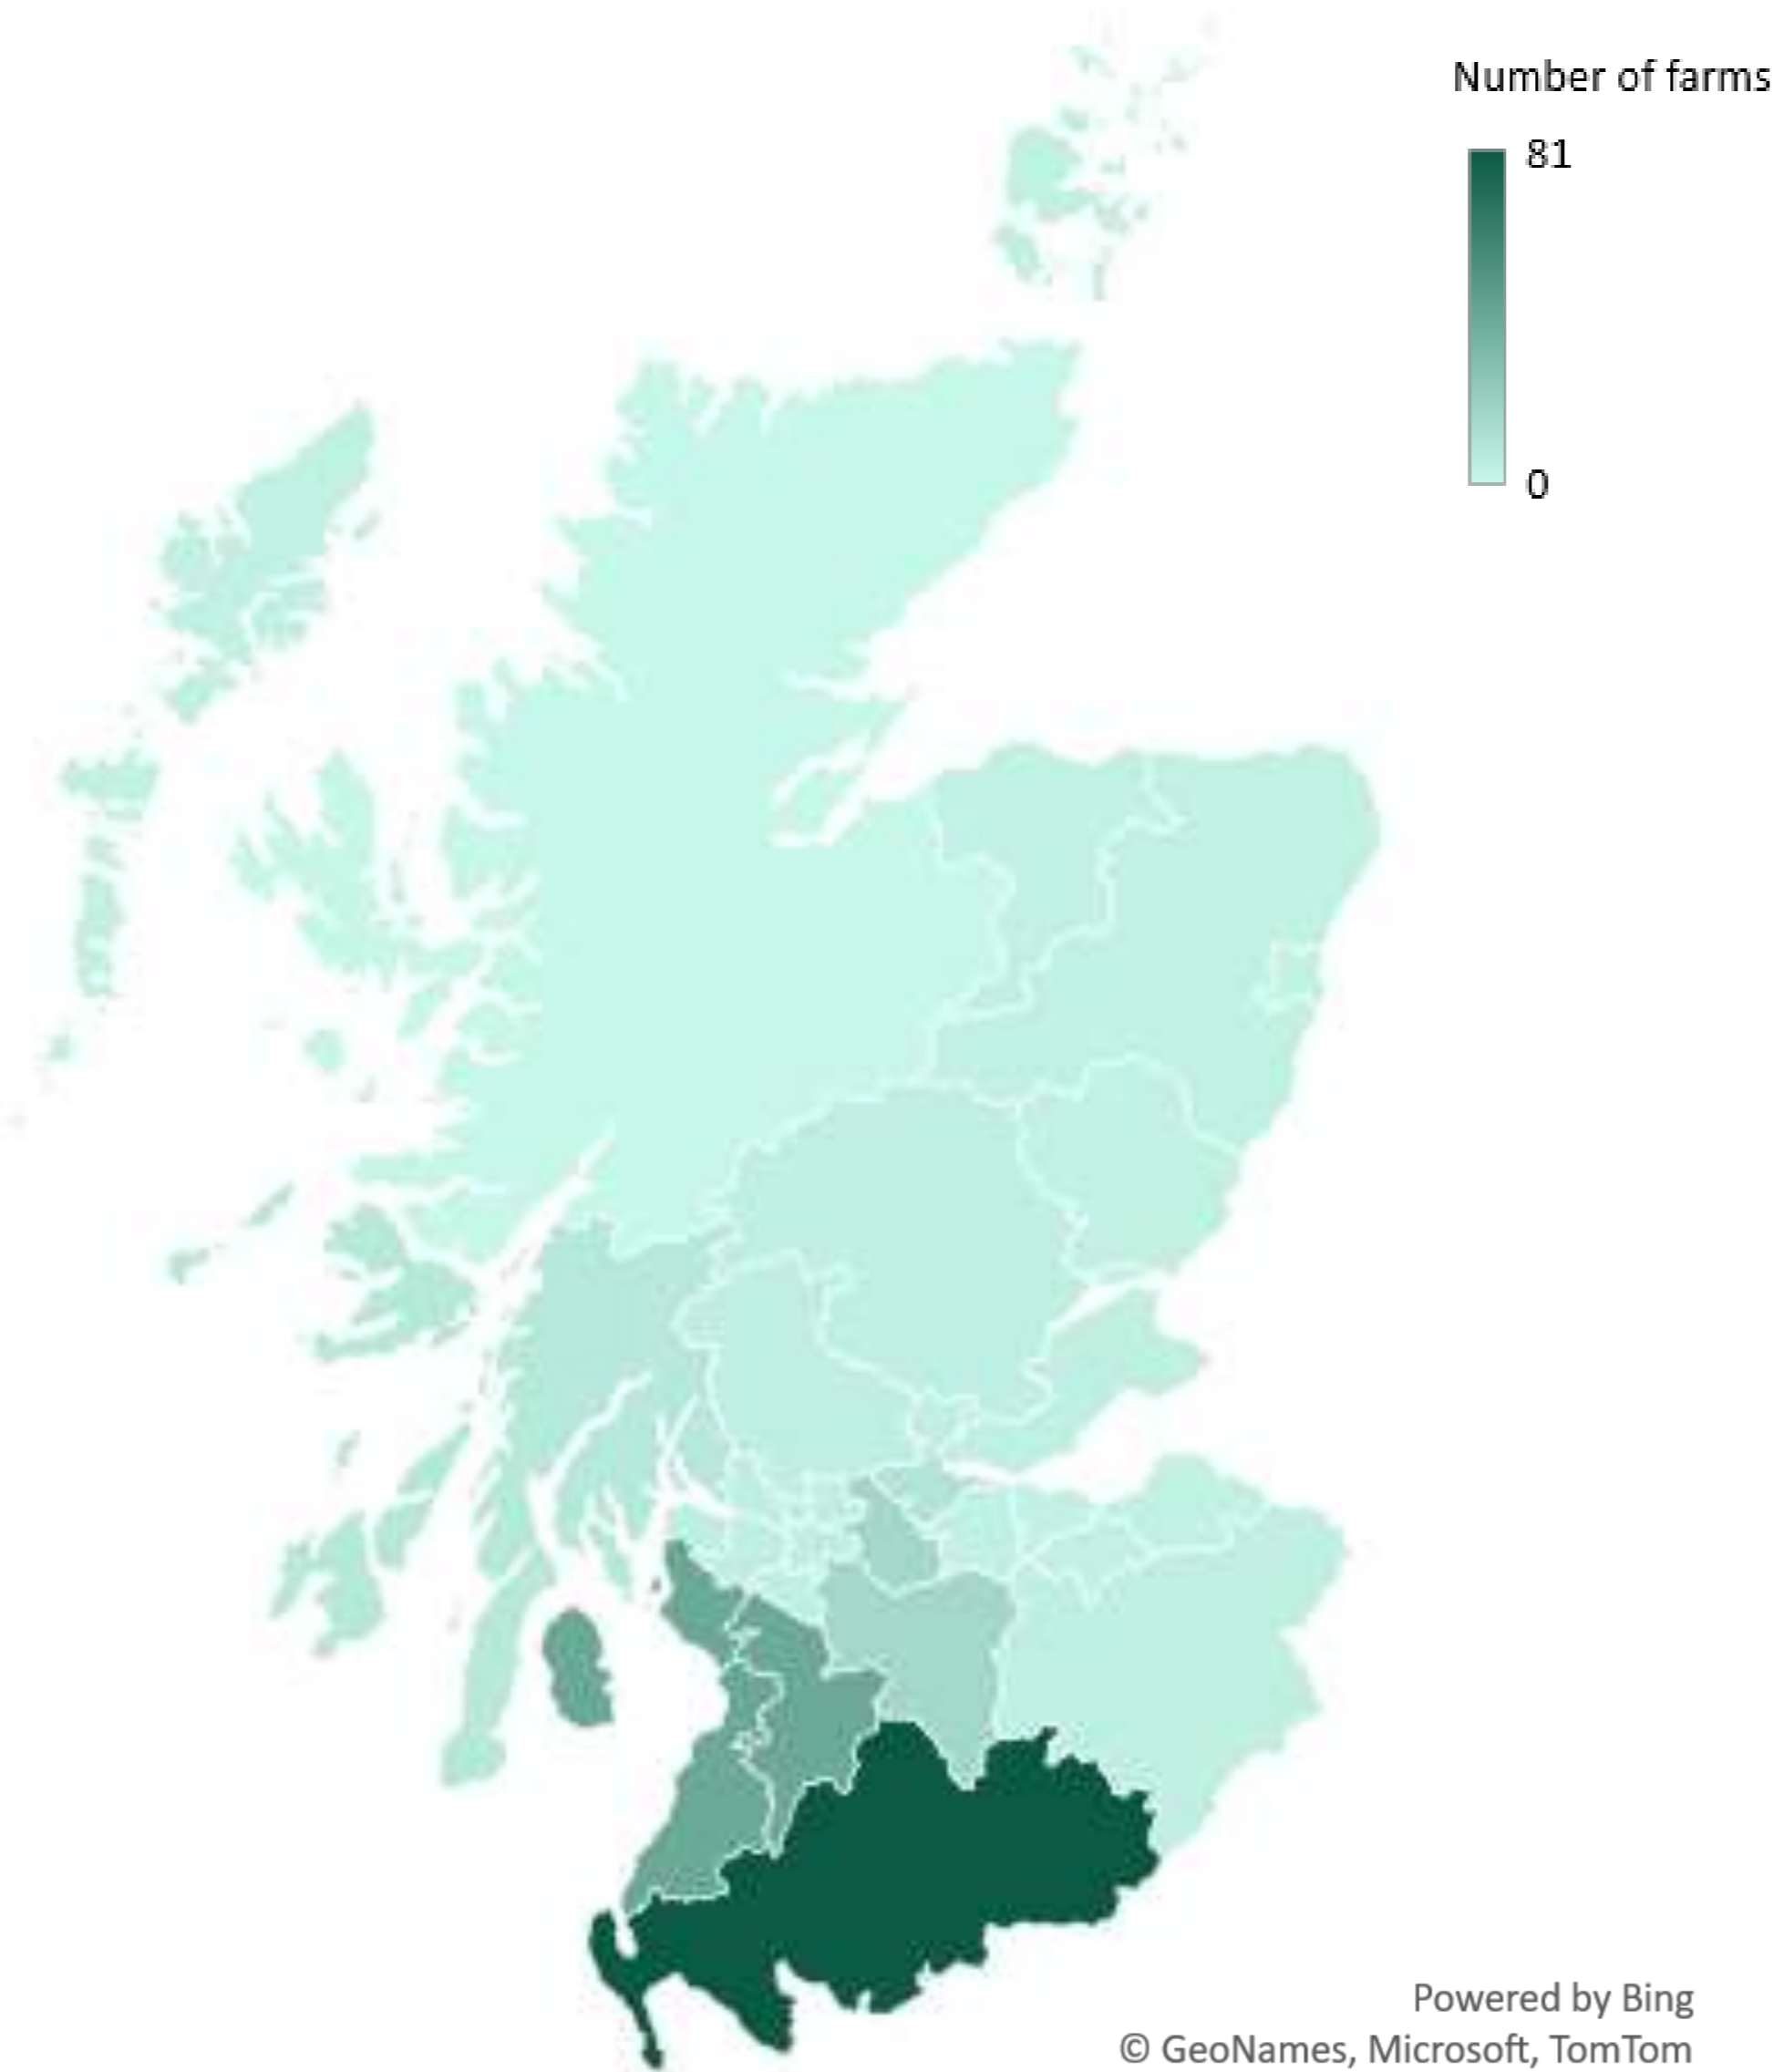 Number of farms
81
0
Powered by Bing
© GeoNames, Microsoft, TomTom